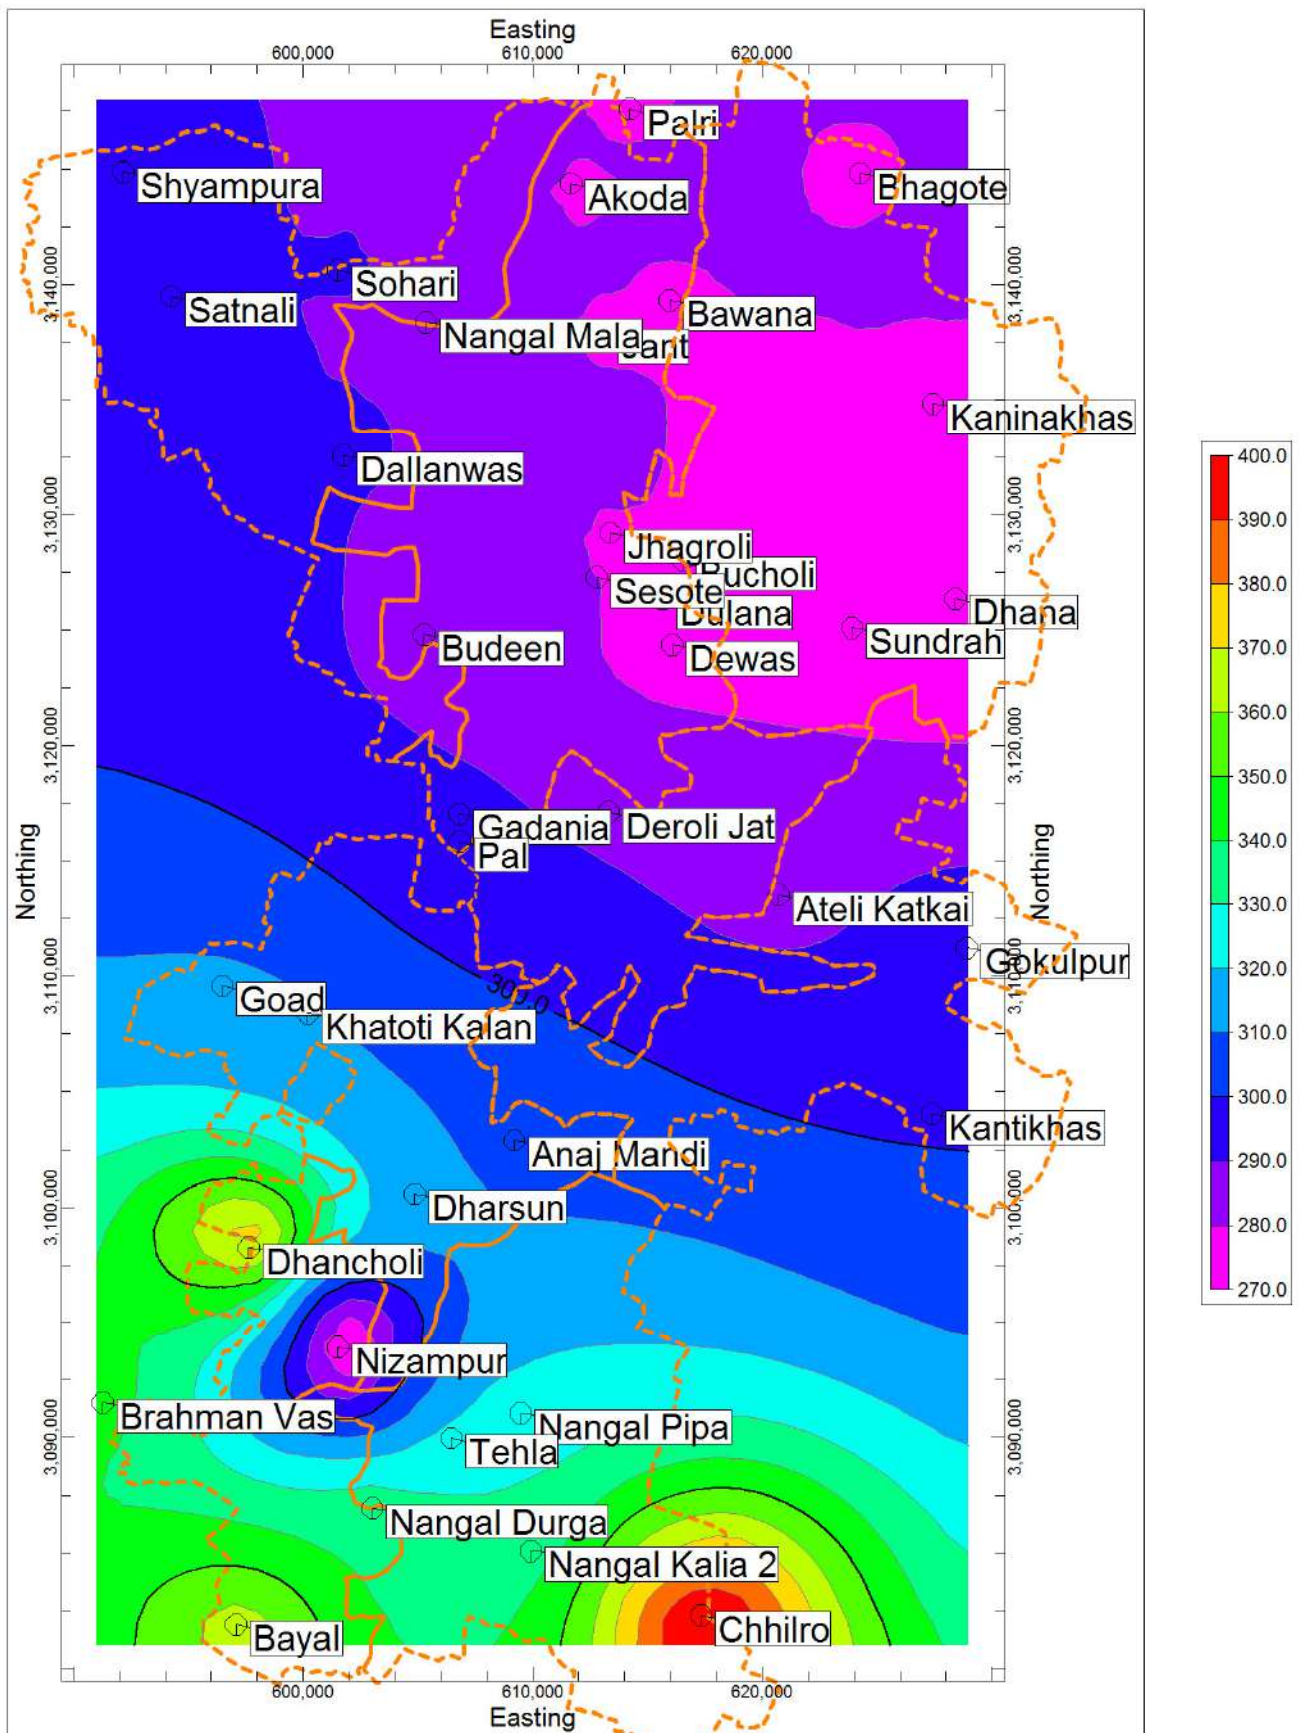 Easting
600,000 610,000 620,000
Palri
Shyampura
Akoda
Bhagote
3,140,000
Sohari
3,140,000
Satnali
Bawana
Nangal Mala
Jant
Kaninakhas
Dallanwas
400.0
390.0
3,130,000
3,130,000
Jhagroli
Bucholi
380.0
Sesote
Dulana
Dhana
370.0
Budeen
Sundrah
Dewas
360.0
3,120,000
3,120,000
350.0
Gadania
Deroli Jat
Pal
340.0
Northing
Northing
Ateli Katkai
330.0
Gokulpur
320.0
3,110,000
3,110,000
300.0
Goad
Khatoti Kalan
310.0
300.0
Kantikhas
Anaj Mandi
290.0
3,100,000
Dharsun
3,100,000
280.0
Dhancholi
270.0
Nizampur
Brahman Vas
Nangal Pipa
3,090,000
Tehla
3,090,000
Nangal Durga
Nangal Kalia 2
Bayal
Chhilro
600,000 610,000 620,000
Easting